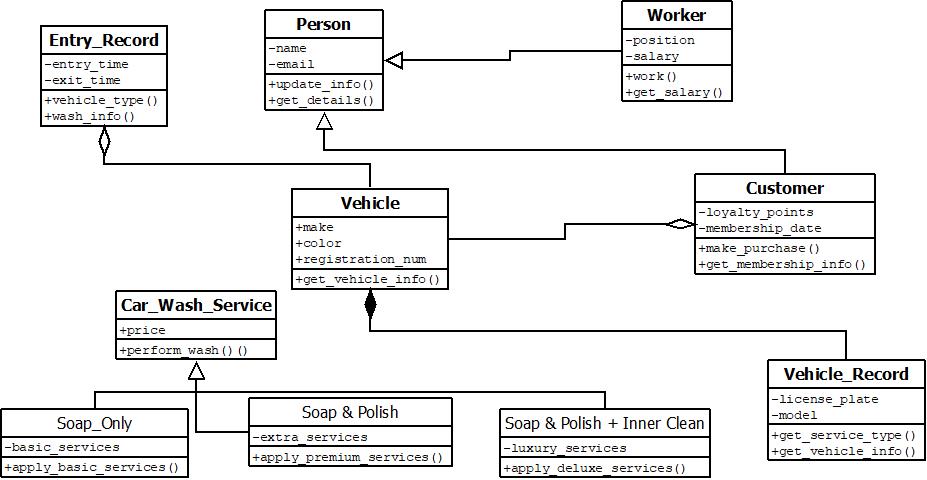 Entry_Record
-entry_time
-exit_time
+vehicle_type()
+wash_info()
Person
-name
-email
+update_info()
+get_details()
Worker
-position
-salary
+work()
+get_salary()
Vehicle
+make
+color
+registration_num
+get_vehicle_info()
Customer
-loyalty_points
-membership_date
+make_purchase()
+get_membership_info()
Car_Wash_Service
+price
+perform_wash()()
Vehicle_Record
-license_plate
-model
+get_service_type()
+get_vehicle_info()
Soap_Only
-basic_services
+apply_basic_services()
Soap & Polish
-extra_services
+apply_premium_services()
Soap & Polish + Inner Clean
-luxury_services
+apply_deluxe_services()